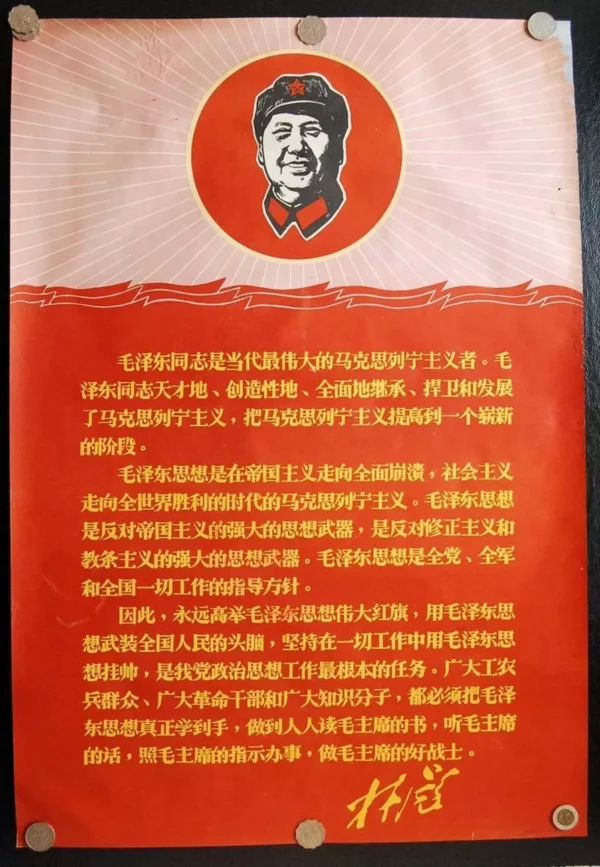 毛泽东同志是当代最伟大的马克思列宁主义者。毛
泽东同志天才地、创造性地、全面地继承、捍卫和发展
了马克思列宁主义，把马克思列宁主义提高到一个崭新
的阶段。
毛泽东思想是在帝国主义走向全面崩溃，社会主义
走向全世界胜利的时代的马克思列宁主义。毛泽东思想
是反对帝国主义的强大的思想武器，是反对修正主义和
教条主义的强大的思想武器。毛泽东思想是全党、全军
和全国一切工作的指导方针。
因此，永远高举毛泽东思想伟大红旗，用毛泽东思
想武装全国人民的头脑，坚持在一切工作中用毛泽东思
想挂帅，是我党政治思想工作最根本的任务。广大工农
兵群众、广大革命干部和广大知识分子，都必须把毛泽
东思想真正学到手，做到人人读毛主席的书，听毛主席
的话，照毛主席的指示办事，做毛主席的好战士。
林彪